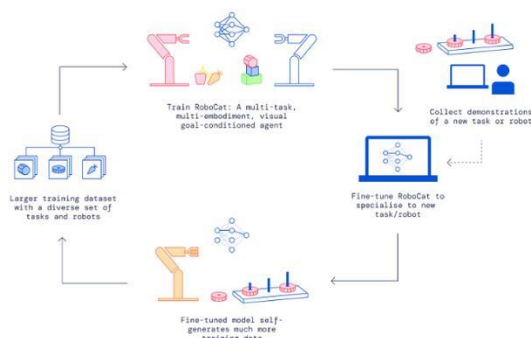 Train RoboCat: A multi-task,
multi-embodiment, visual
goal-conditioned agent
Collect demonstrations
of a new task or robot
Larger training dataset
with a diverse set of
tasks and robots
Fine-tune RoboCat to
specialise to new
task/robot
Fine-tuned model self-
generates much more
training data